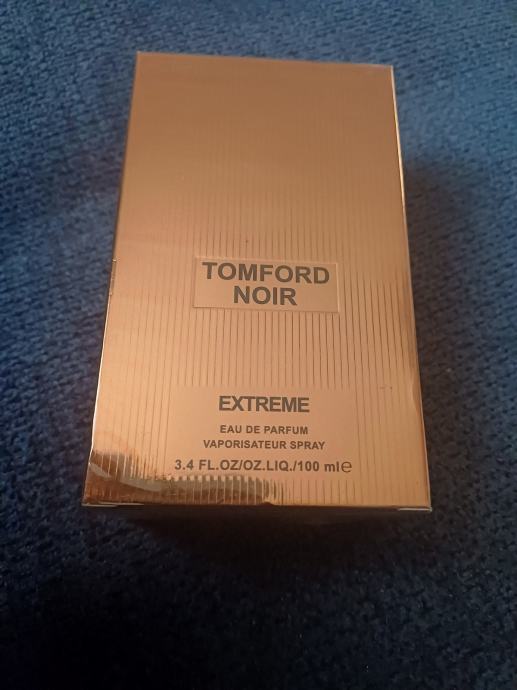 TOMFORD
NOIR
EXTREME
EAU DE PARFUM
VAPORISATEUR SPRAY
3.4 FL.OZ/OZ.LIQ./100 ml℮